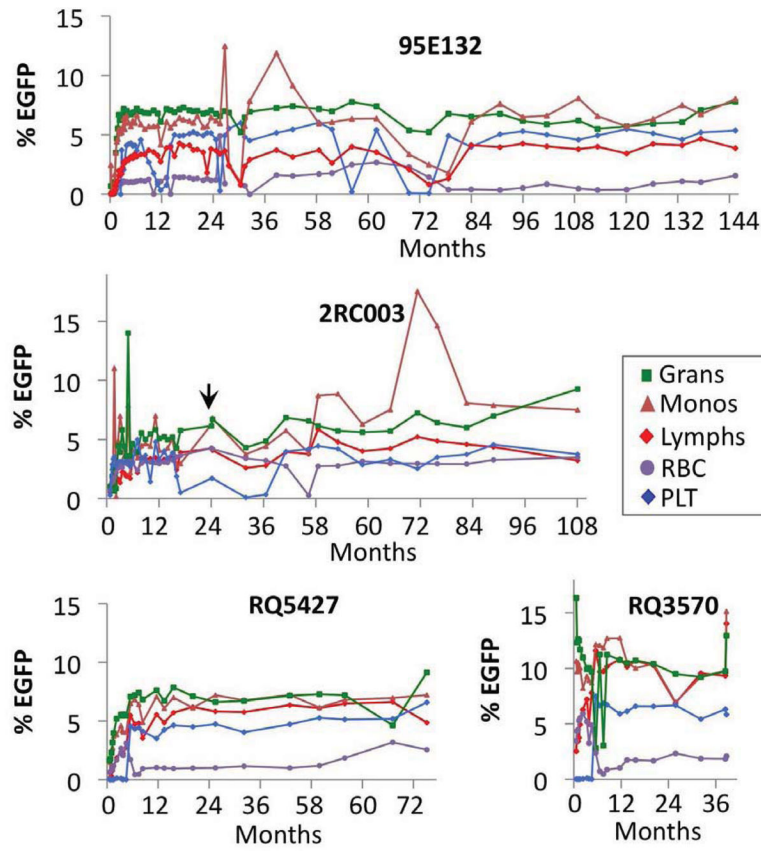 95E132
% EGFP
15
10
5
0
0 12 24 36 48 60 72 84 96 108 120 132 144
Months
2RC003
% EGFP
15
10
5
0
0 12 24 36 48 60 72 84 96 108
Months
Grans
Monos
Lymphs
RBC
PLT
RQ5427
% EGFP
15
10
5
0
0 12 24 36 48 60 72
Months
RQ3570
% EGFP
15
10
5
0
0 12 24 36
Months